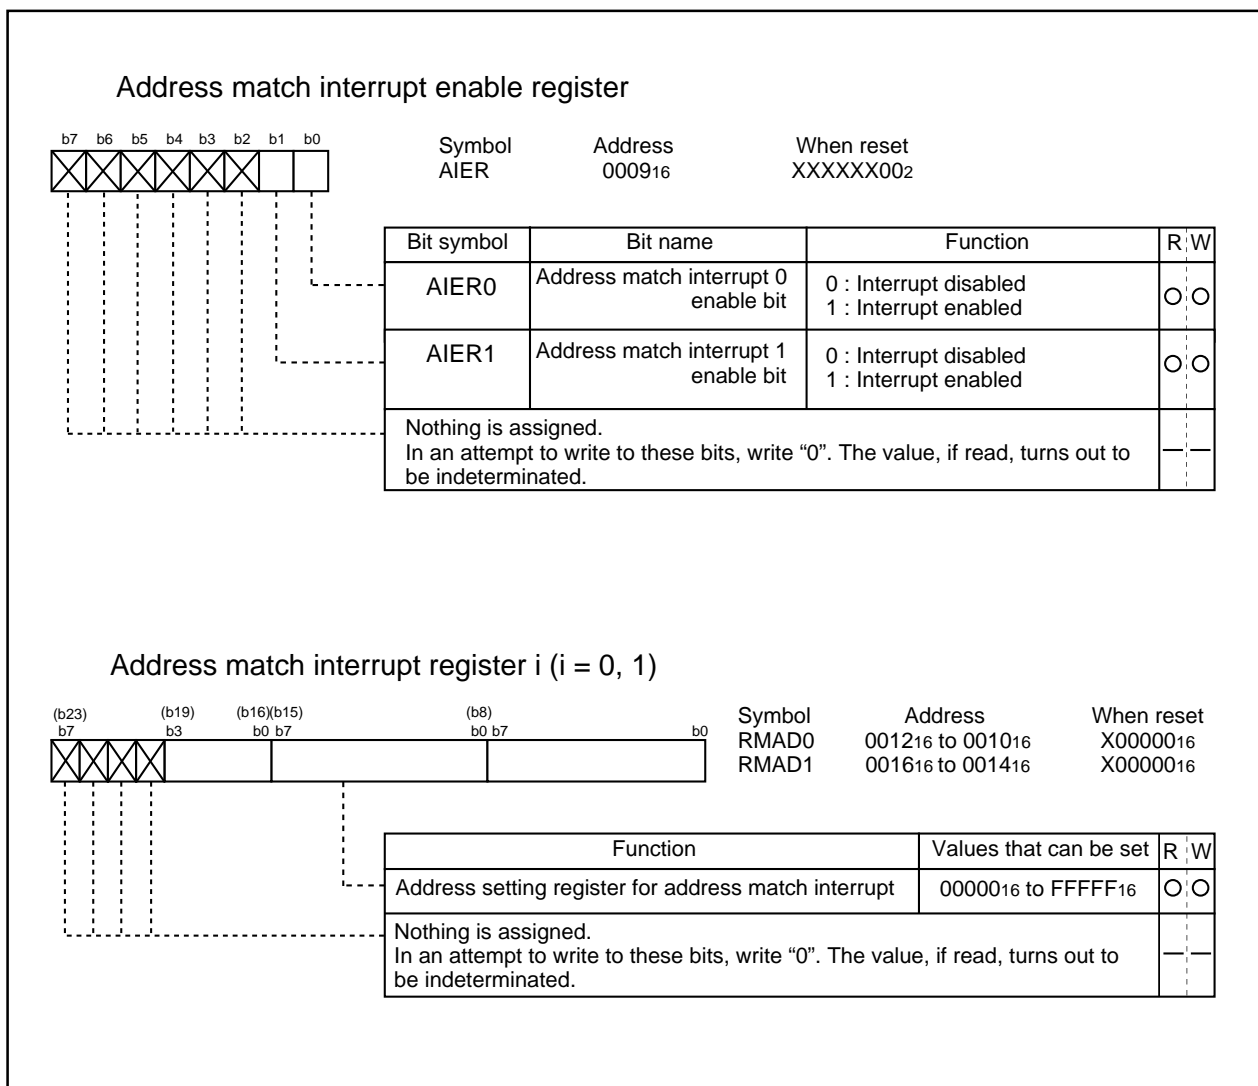 Address match interrupt enable register
b7 b6 b5 b4 b3 b2 b1 b0
Symbol Address When reset
AIER 000916 XXXXXX002
Bit symbol Bit name Function R W
AIER0 Address match interrupt 0 enable bit 0 : Interrupt disabled
1 : Interrupt enabled
AIER1 Address match interrupt 1 enable bit 0 : Interrupt disabled
1 : Interrupt enabled
Nothing is assigned.
In an attempt to write to these bits, write “0”. The value, if read, turns out to
be indeterminated.
Address match interrupt register i (i = 0, 1)
(b23) (b19) (b16)(b15) (b8)
b7 b3 b0 b7 b0 b7 b0
Symbol Address When reset
RMAD0 001216 to 001016 X0000016
RMAD1 001616 to 001416 X0000016
Function Values that can be set R W
Address setting register for address match interrupt 0000016 to FFFFF16
Nothing is assigned.
In an attempt to write to these bits, write “0”. The value, if read, turns out to
be indeterminated.